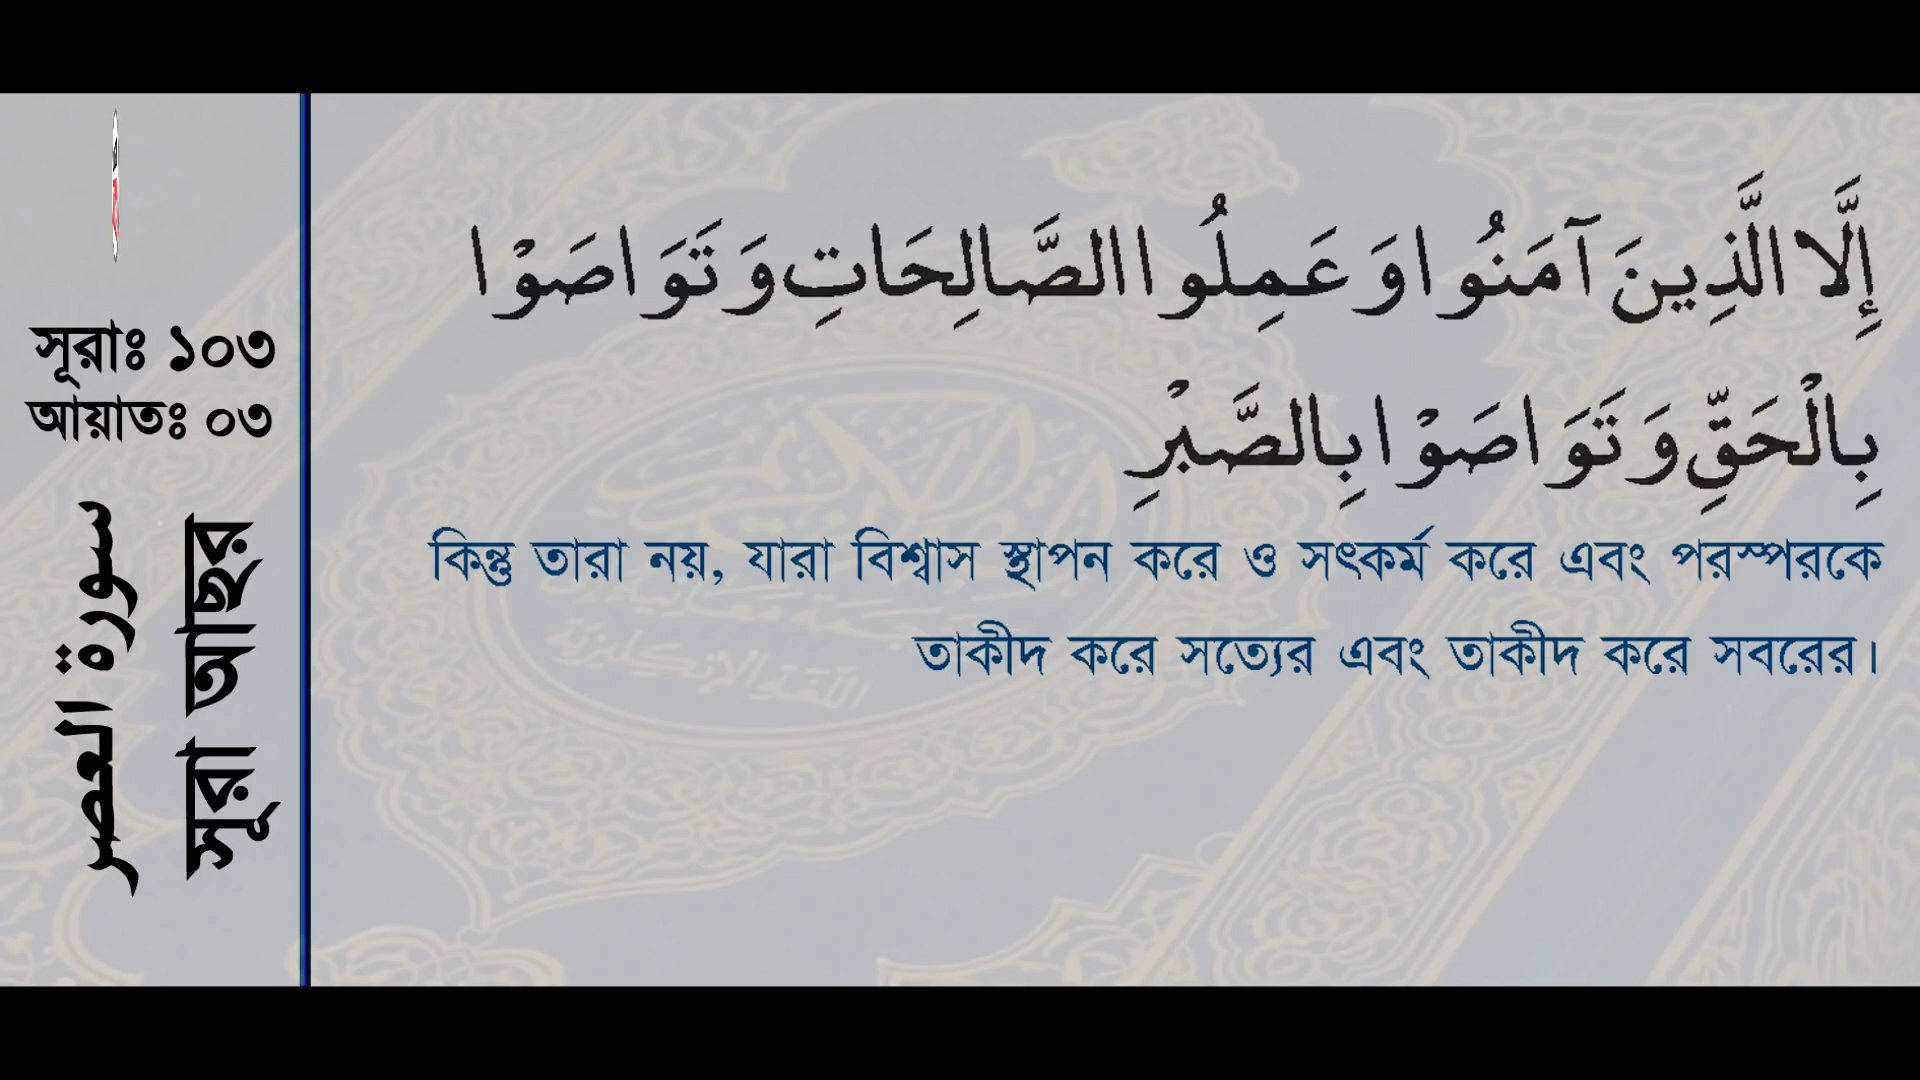 সূরাঃ ১০৩
আয়াতঃ ০৩
سورة العصر
সূরা আছর
إِلَّا الَّذِينَ آمَنُوا وَعَمِلُوا الصَّالِحَاتِ وَتَوَاصَوْا
بِالْحَقِّ وَتَوَاصَوْا بِالصَّبْرِ
কিন্তু তারা নয়, যারা বিশ্বাস স্থাপন করে ও সৎকর্ম করে এবং পরস্পরকে
তাকীদ করে সত্যের এবং তাকীদ করে সবরের।